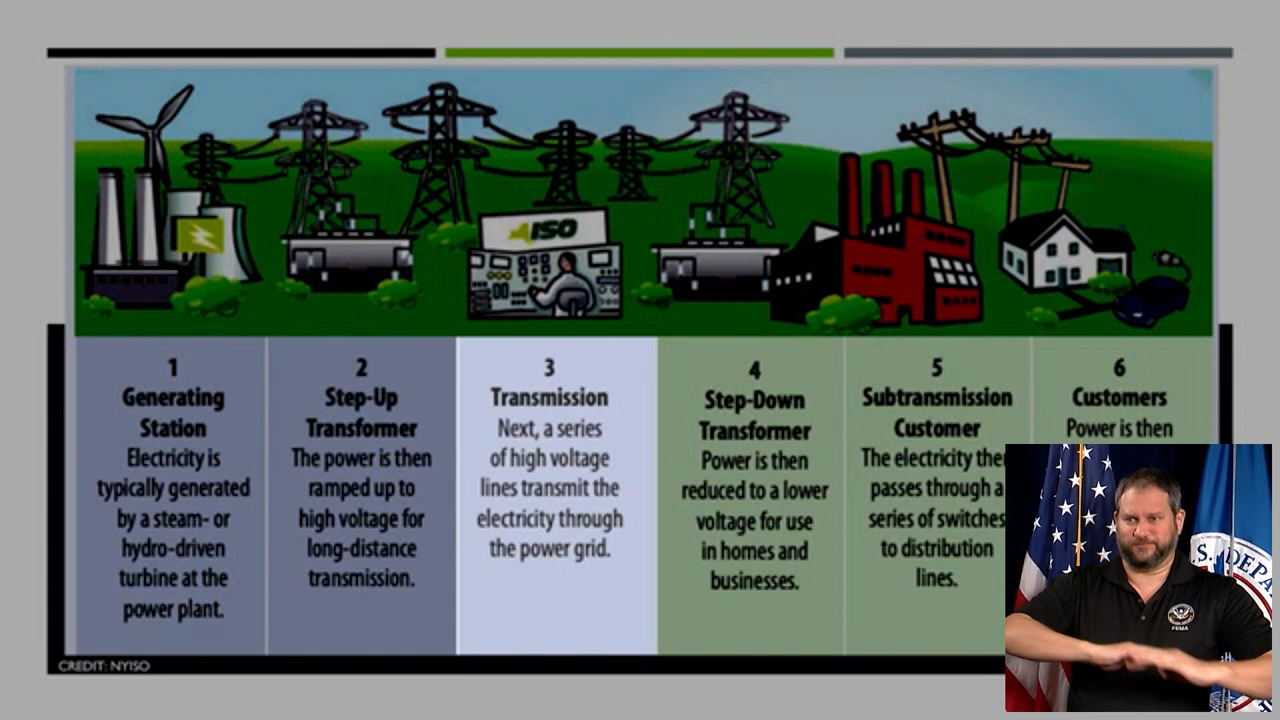 ISO
1
Generating
Station
Electricity is
typically generated
by a steam- or
hydro-driven
turbine at the
power plant.
2
Step-Up
Transformer
The power is then
ramped up to
high voltage for
long-distance
transmission.
3
Transmission
Next, a series
of high voltage
lines transmit the
electricity through
the power grid.
4
Step-Down
Transformer
Power is then
reduced to a lower
voltage for use
in homes and
businesses.
5
Subtransmission
Customer
The electricity then
passes through a
series of switches
to distribution
lines.
6
Customers
Power is then
CREDIT: NYISO
S. DEPA
FEMA